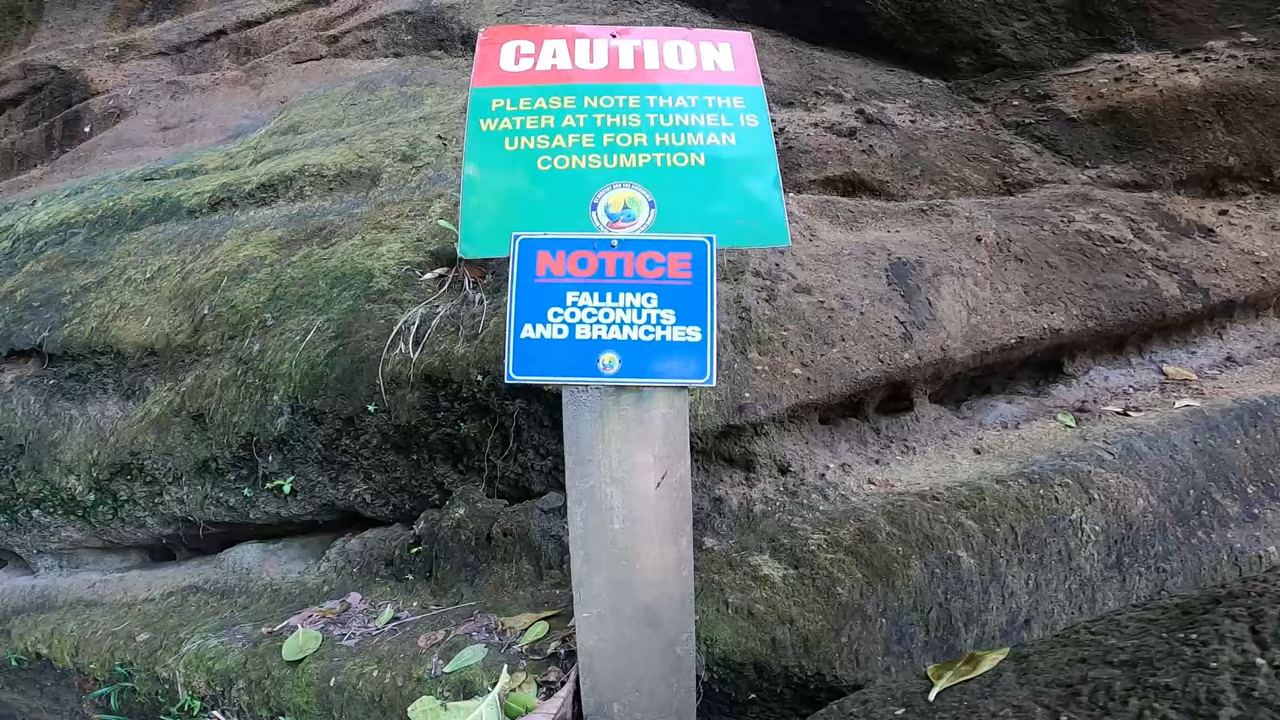 CAUTION
PLEASE NOTE THAT THE
WATER AT THIS TUNNEL IS
UNSAFE FOR HUMAN
CONSUMPTION
NOTICE
FALLING
COCONUTS
AND BRANCHES